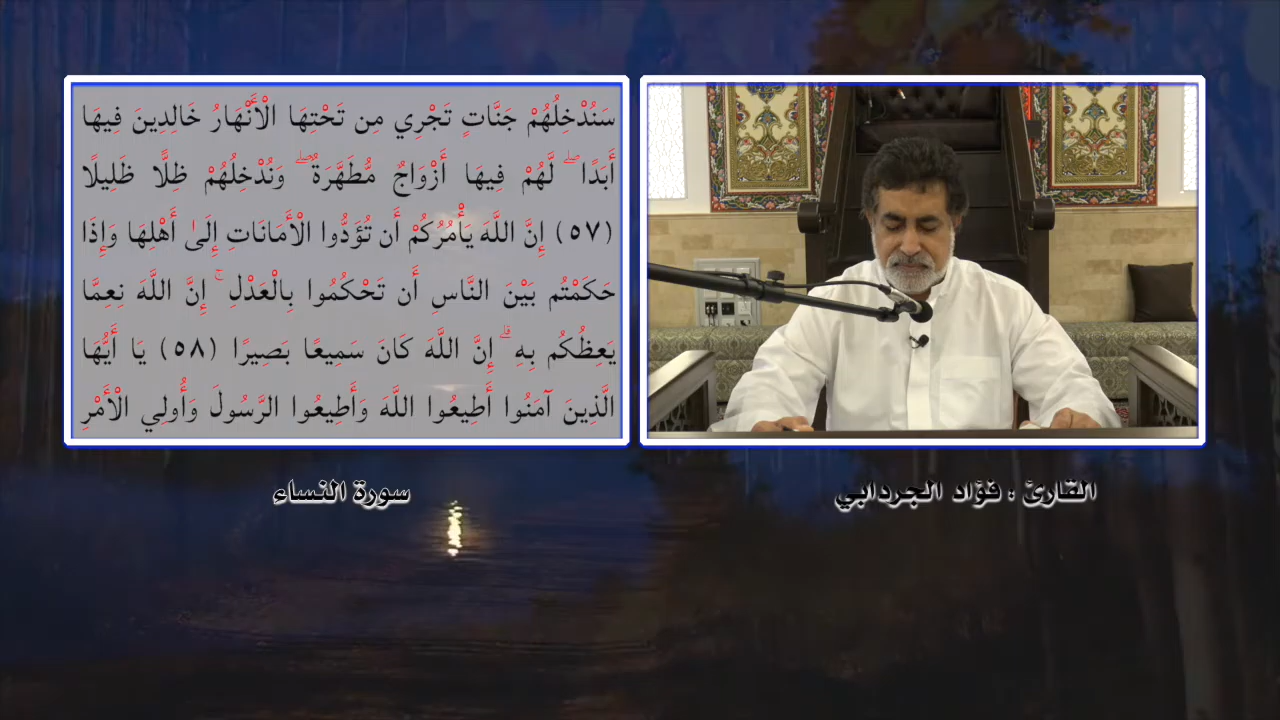 سَنُدْخِلُهُمْ جَنَّاتٍ تَجْرِي مِن تَحْتِهَا الْأَنْهَارُ خَالِدِينَ فِيهَا
أَبَدًا ۖ لَّهُمْ فِيهَا أَزْوَاجٌ مُّطَهَّرَةٌ ۖ وَنُدْخِلُهُمْ ظِلًّا ظَلِيلًا
(٥٧) إِنَّ اللَّهَ يَأْمُرُكُمْ أَن تُؤَدُّوا الْأَمَانَاتِ إِلَىٰ أَهْلِهَا وَإِذَا
حَكَمْتُم بَيْنَ النَّاسِ أَن تَحْكُمُوا بِالْعَدْلِ ۚ إِنَّ اللَّهَ نِعِمَّا
يَعِظُكُم بِهِ ۗ إِنَّ اللَّهَ كَانَ سَمِيعًا بَصِيرًا (٥٨) يَا أَيُّهَا
الَّذِينَ آمَنُوا أَطِيعُوا اللَّهَ وَأَطِيعُوا الرَّسُولَ وَأُولِي الْأَمْرِ
القارئ : فؤاد الجردابي
سورة النساء